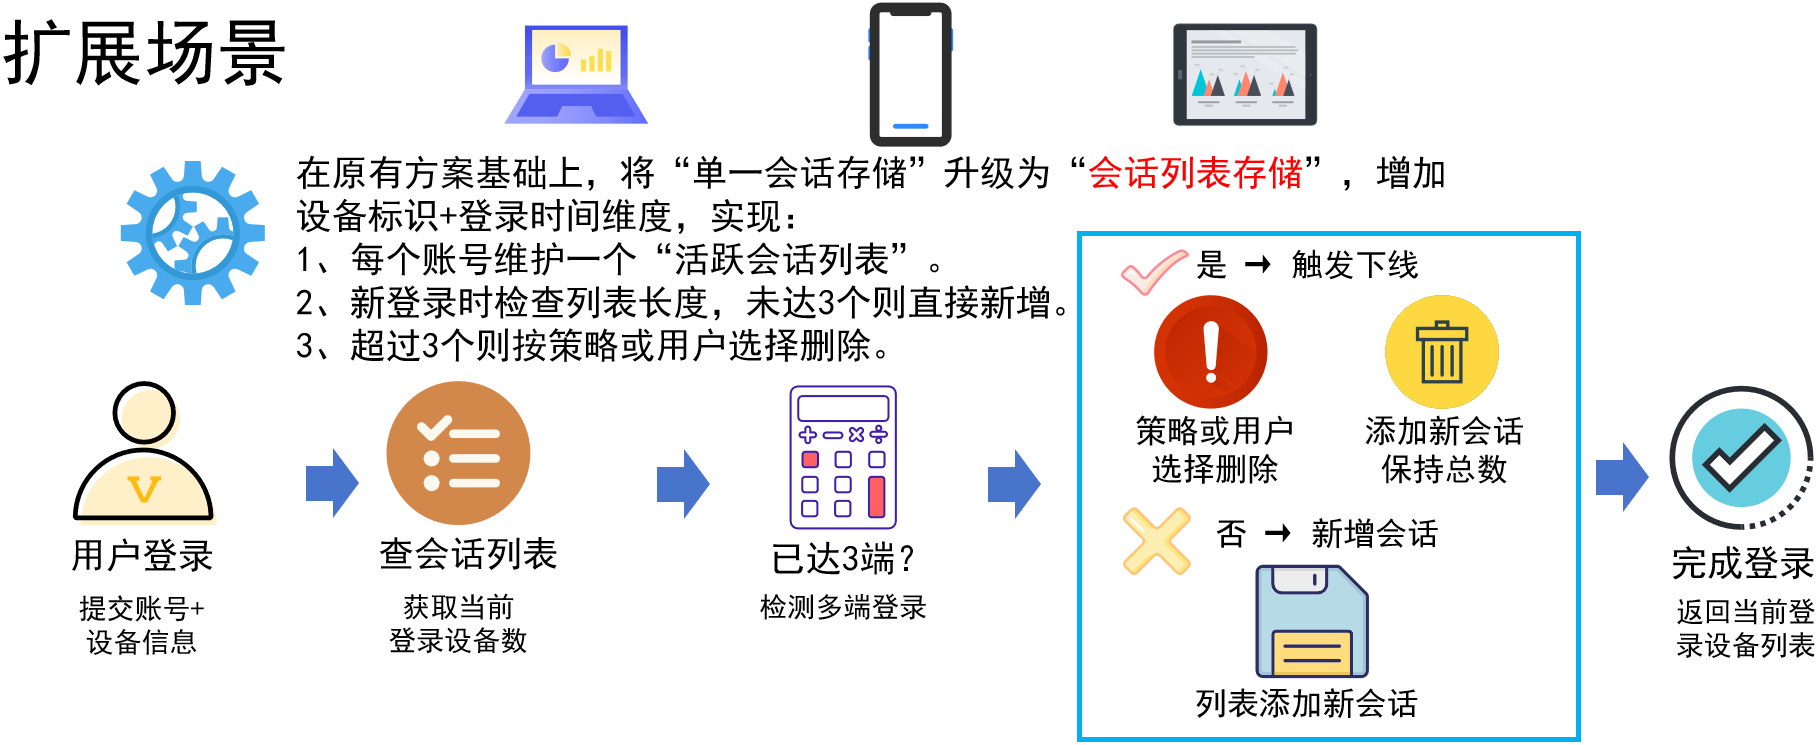 扩展场景
在原有方案基础上，将“单一会话存储”升级为“会话列表存储”，增加
设备标识+登录时间维度，实现：
1、每个账号维护一个“活跃会话列表”。
2、新登录时检查列表长度，未达3个则直接新增。
3、超过3个则按策略或用户选择删除。
用户登录
提交账号+
设备信息
查会话列表
获取当前
登录设备数
已达3端？
检测多端登录
是 → 触发下线
策略或用户
选择删除
添加新会话
保持总数
否 → 新增会话
列表添加新会话
完成登录
返回当前登
录设备列表